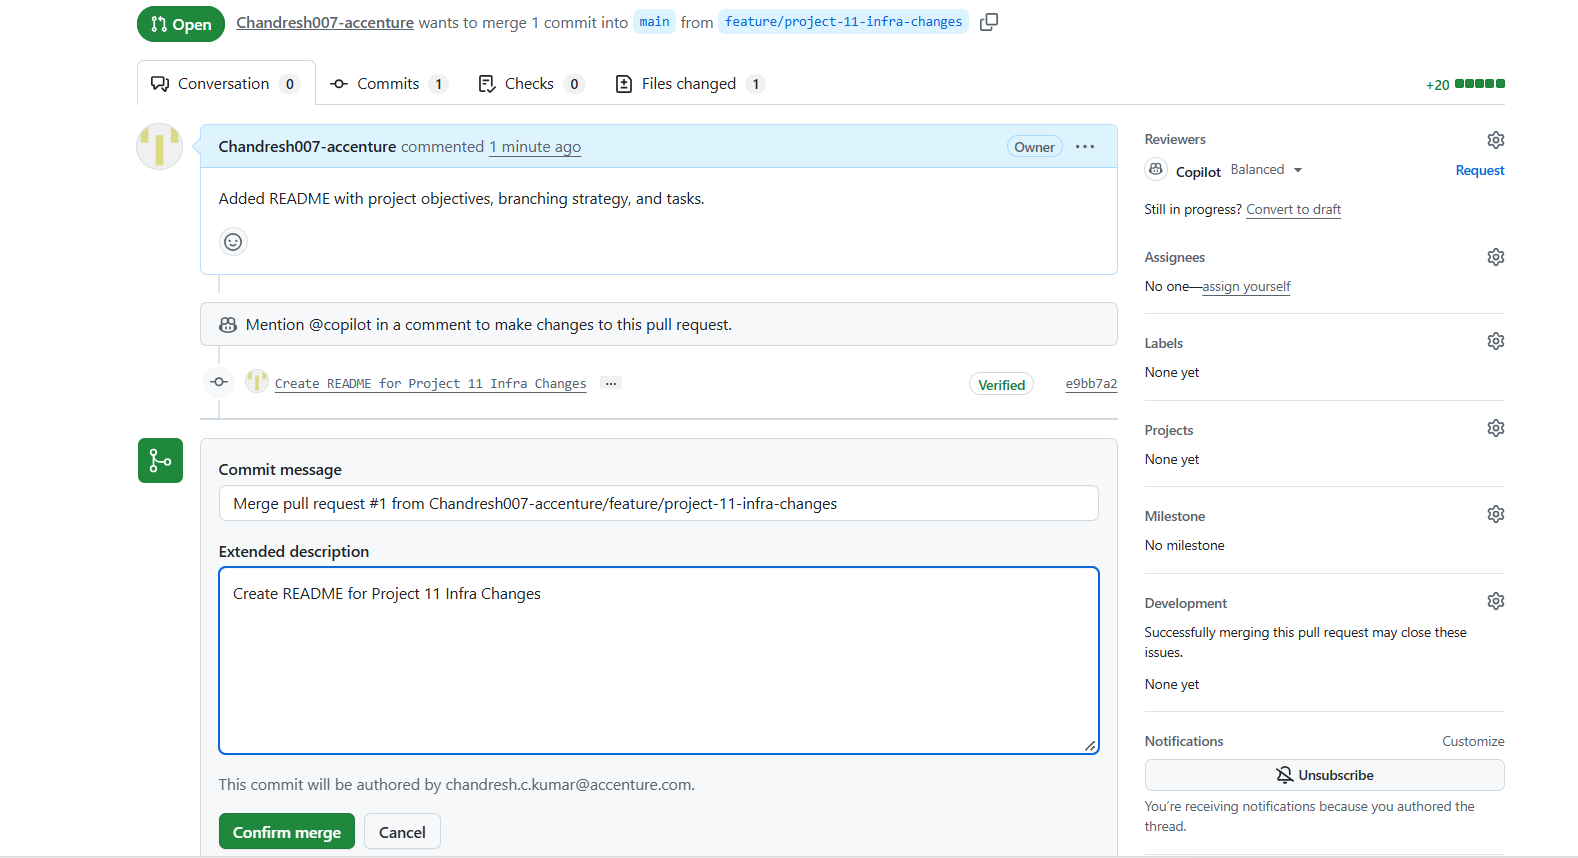 Open
Chandresh007-accenture wants to merge 1 commit into main from feature/project-11-infra-changes
Conversation 0
Commits 1
Checks 0
Files changed 1
+20
Chandresh007-accenture commented 1 minute ago
Owner
Added README with project objectives, branching strategy, and tasks.
Mention @copilot in a comment to make changes to this pull request.
Create README for Project 11 Infra Changes ...
Verified
e9bb7a2
Commit message
Merge pull request #1 from Chandresh007-accenture/feature/project-11-infra-changes
Extended description
Create README for Project 11 Infra Changes
This commit will be authored by chandresh.c.kumar@accenture.com.
Confirm merge
Cancel
Reviewers
Copilot Balanced
Request
Still in progress? Convert to draft
Assignees
No one—assign yourself
Labels
None yet
Projects
None yet
Milestone
No milestone
Development
Successfully merging this pull request may close these
issues.
None yet
Notifications
Customize
Unsubscribe
You're receiving notifications because you authored the
thread.